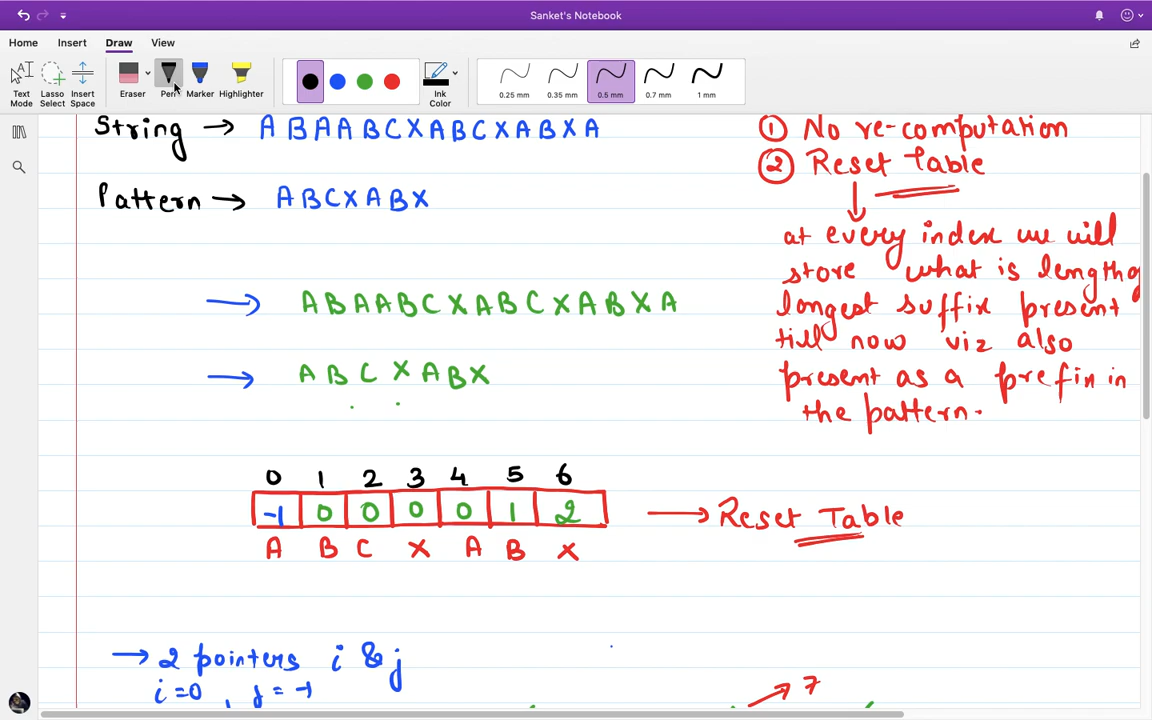 Sanket's Notebook
Home Insert Draw View
Text Mode
Lasso Select
Insert Space
Eraser
Pen
Marker
Highlighter
Ink Color
0.25 mm
0.35 mm
0.5 mm
0.7 mm
1 mm
String → A B A A B C X A B C X A B X A
Pattern → A B C X A B X
→ A B A A B C X A B C X A B X A
→ A B C X A B X
0 1 2 3 4 5 6
-1 0 0 0 0 1 2 → Reset Table
A B C X A B X
→ 2 pointers i & j
i = 0 , j = -1
7
① No re-computation
② Reset Table
at every index we will
store what is length of
longest suffix present
till now viz also
present as a prefix in
the pattern.